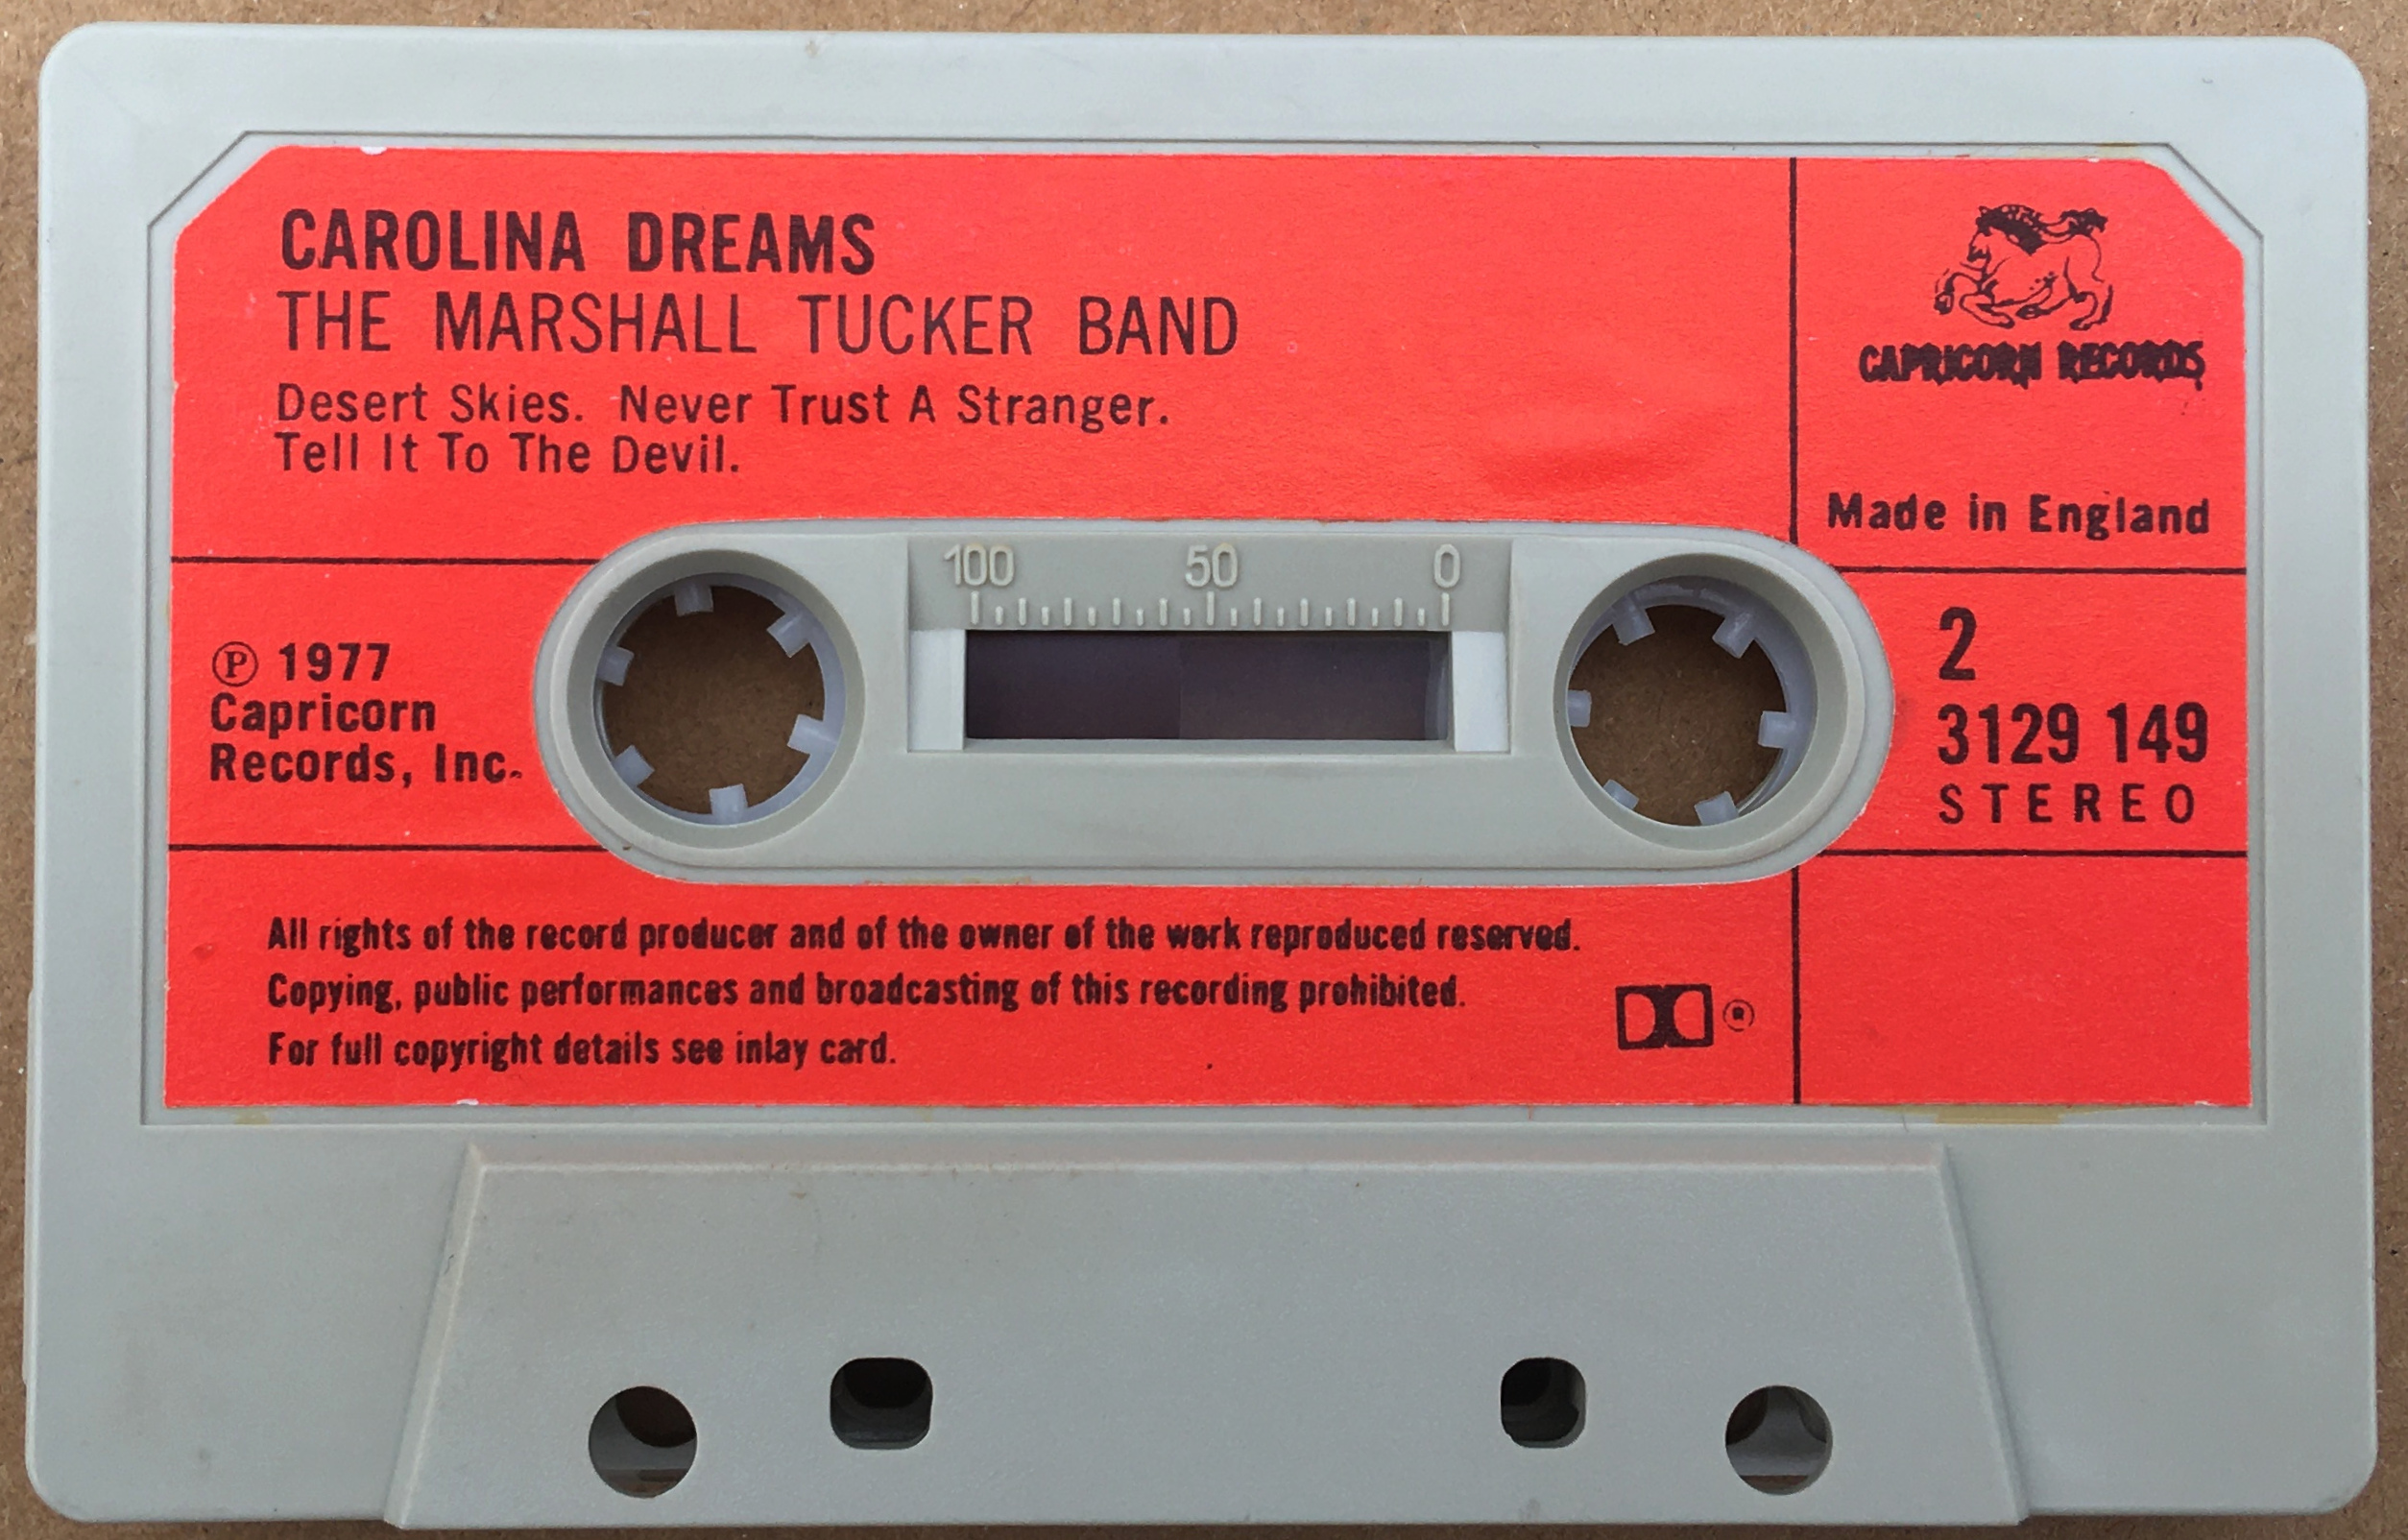 CAROLINA DREAMS
THE MARSHALL TUCKER BAND
Desert Skies. Never Trust A Stranger.
Tell It To The Devil.
CAPRICORN RECORDS
Made in England
100 50 0
℗ 1977
Capricorn
Records, Inc.
2
3129 149
STEREO
All rights of the record producer and of the owner of the work reproduced reserved.
Copying, public performances and broadcasting of this recording prohibited.
For full copyright details see inlay card.
®